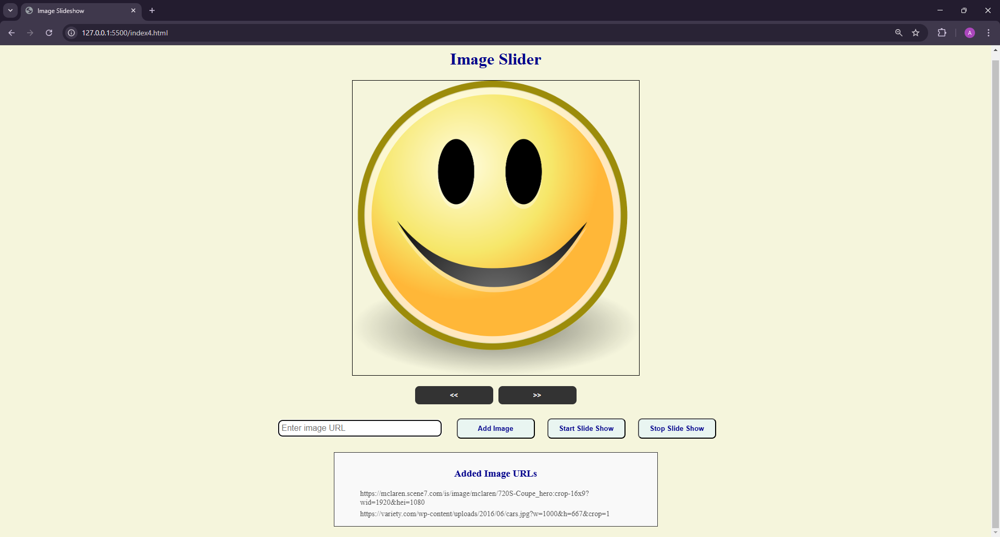 Image Slideshow
127.0.0.1:5500/index4.html
A
Image Slider
<< >>
Enter image URL Add Image Start Slide Show Stop Slide Show
Added Image URLs
https://mclaren.scene7.com/is/image/mclaren/720S-Coupe_hero:crop-16x9?
wid=1920&hei=1080
https://variety.com/wp-content/uploads/2016/06/cars.jpg?w=1000&h=667&crop=1